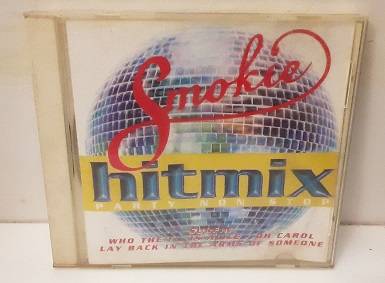 Smokie
hitmix
PARTY NON STOP
WHO THE OH CAROL
LAY BACK IN THE ARMS OF SOMEONE